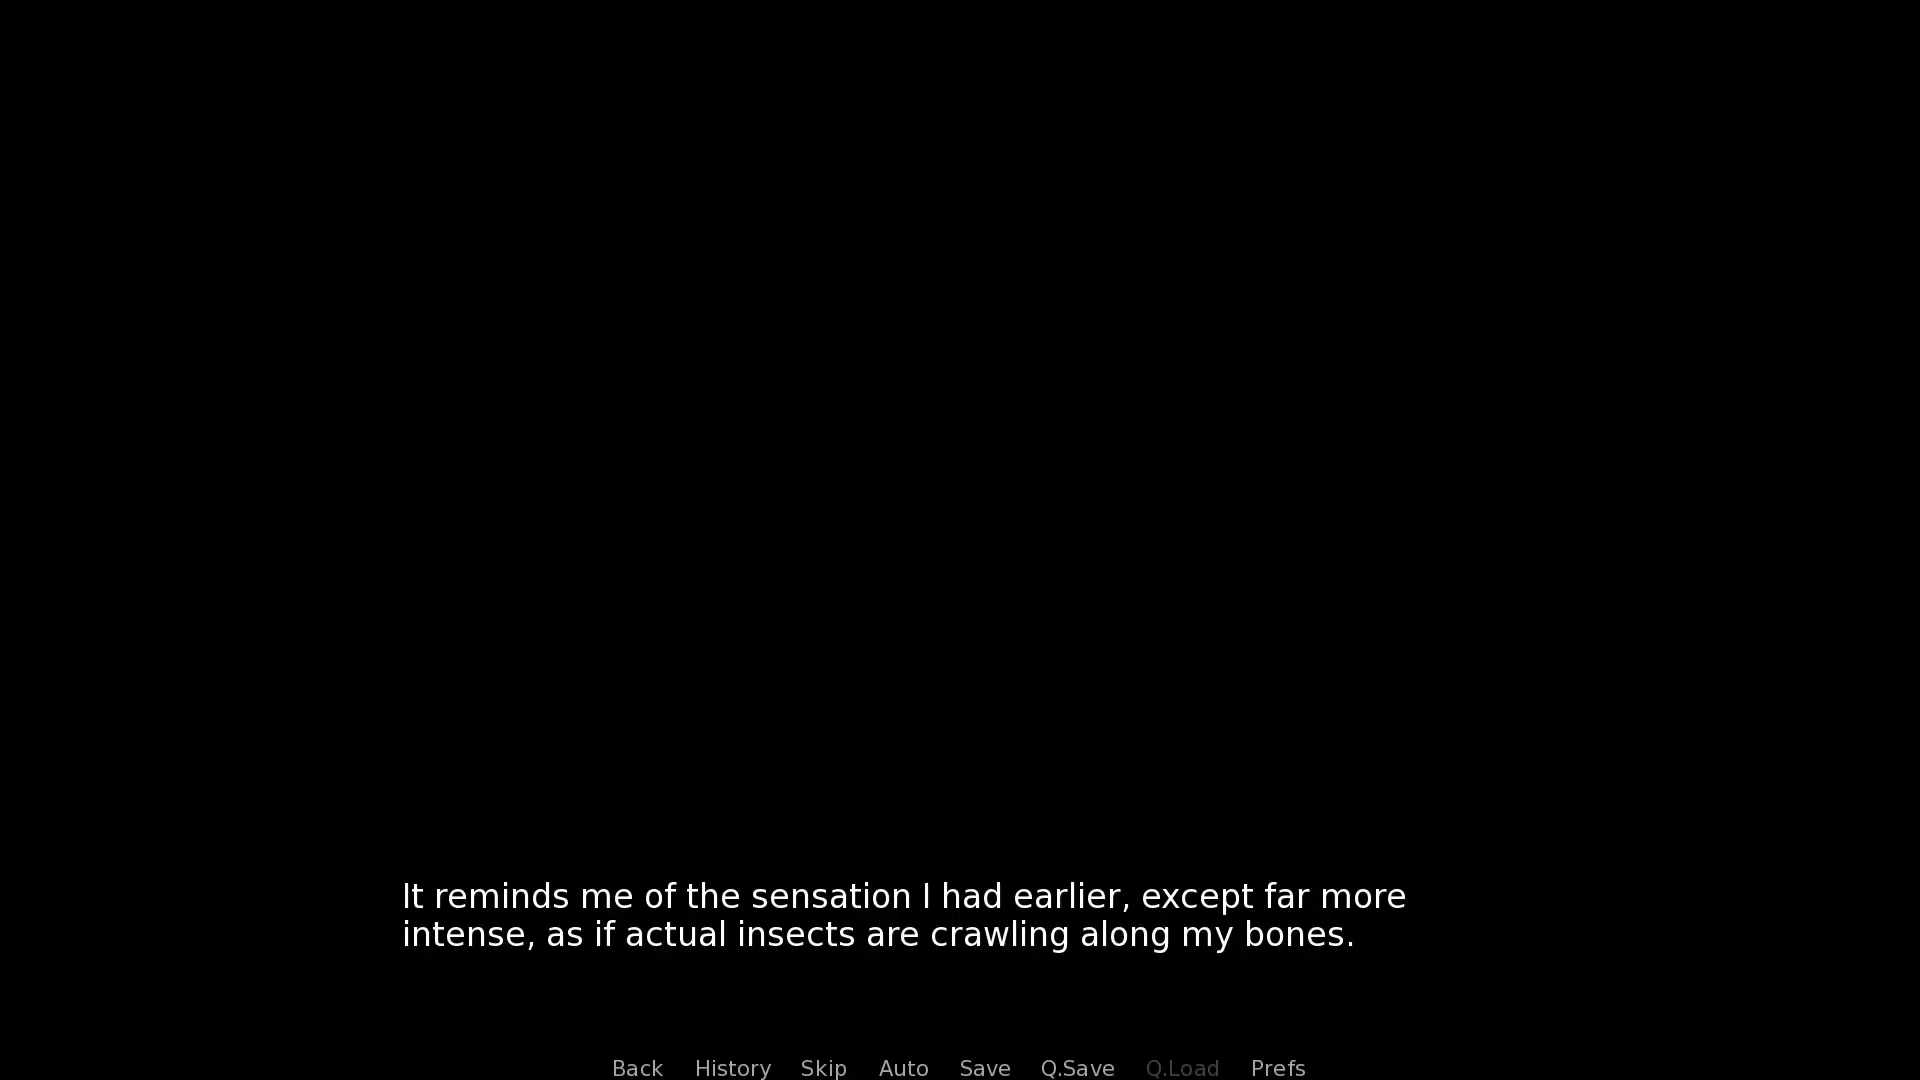 It reminds me of the sensation I had earlier, except far more
intense, as if actual insects are crawling along my bones.
Back History Skip Auto Save Q.Save Q.Load Prefs